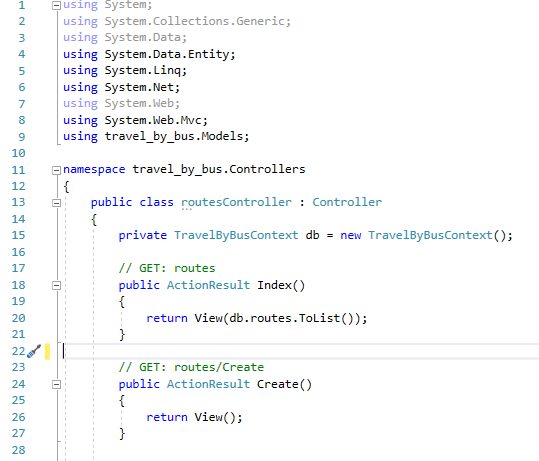 1 using System;
2 using System.Collections.Generic;
3 using System.Data;
4 using System.Data.Entity;
5 using System.Linq;
6 using System.Net;
7 using System.Web;
8 using System.Web.Mvc;
9 using travel_by_bus.Models;
10
11 namespace travel_by_bus.Controllers
12 {
13 public class routesController : Controller
14 {
15 private TravelByBusContext db = new TravelByBusContext();
16
17 // GET: routes
18 public ActionResult Index()
19 {
20 return View(db.routes.ToList());
21 }
22
23 // GET: routes/Create
24 public ActionResult Create()
25 {
26 return View();
27 }
28